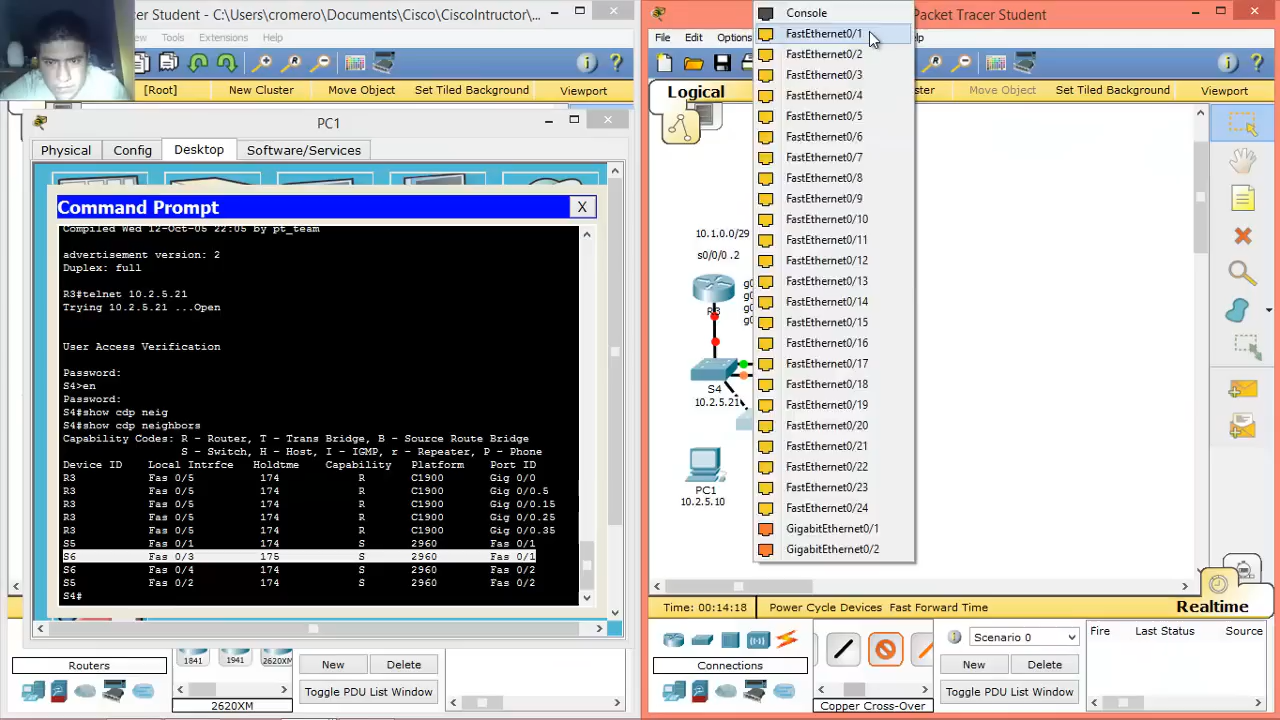 Tracer Student - C:\Users\cromero\Documents\Cisco\CiscoIntructor\...
Tools Extensions Help
[Root] New Cluster Move Object Set Tiled Background Viewport
PC1
Physical Config Desktop Software/Services
Command Prompt X
Compiled Wed 12-Oct-05 22:05 by pt_team
advertisement version: 2
Duplex: full
R3#telnet 10.2.5.21
Trying 10.2.5.21 ...Open
User Access Verification
Password:
S4>en
Password:
S4#show cdp neig
S4#show cdp neighbors
Capability Codes: R - Router, T - Trans Bridge, B - Source Route Bridge
S - Switch, H - Host, I - IGMP, r - Repeater, P - Phone
Device ID Local Intrfce Holdtme Capability Platform Port ID
R3 Fas 0/5 174 R C1900 Gig 0/0
R3 Fas 0/5 174 R C1900 Gig 0/0.5
R3 Fas 0/5 174 R C1900 Gig 0/0.15
R3 Fas 0/5 174 R C1900 Gig 0/0.25
R3 Fas 0/5 174 R C1900 Gig 0/0.35
S5 Fas 0/1 174 S 2960 Fas 0/1
S6 Fas 0/3 175 S 2960 Fas 0/1
S6 Fas 0/4 174 S 2960 Fas 0/2
S5 Fas 0/2 174 S 2960 Fas 0/2
S4#
Routers
1841 1941 2620XM
2620XM
New Delete
Toggle PDU List Window
Packet Tracer Student
File Edit Options
Logical
Move Object Set Tiled Background Viewport
Console
FastEthernet0/1
FastEthernet0/2
FastEthernet0/3
FastEthernet0/4
FastEthernet0/5
FastEthernet0/6
FastEthernet0/7
FastEthernet0/8
FastEthernet0/9
FastEthernet0/10
FastEthernet0/11
FastEthernet0/12
FastEthernet0/13
FastEthernet0/14
FastEthernet0/15
FastEthernet0/16
FastEthernet0/17
FastEthernet0/18
FastEthernet0/19
FastEthernet0/20
FastEthernet0/21
FastEthernet0/22
FastEthernet0/23
FastEthernet0/24
GigabitEthernet0/1
GigabitEthernet0/2
10.1.0.0/29
s0/0/0 .2
R3
S4
10.2.5.21
PC1
10.2.5.10
Time: 00:14:18 Power Cycle Devices Fast Forward Time Realtime
Connections
Copper Cross-Over
Scenario 0
New Delete
Toggle PDU List Window
Fire Last Status Source